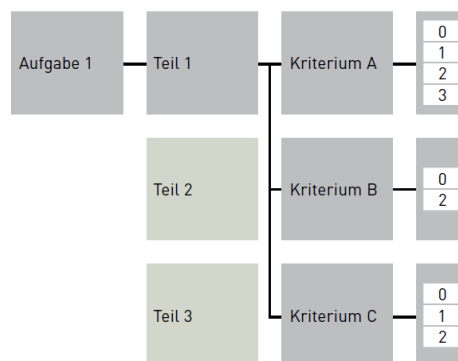 Aufgabe 1
Teil 1
Kriterium A
0
1
2
3
Teil 2
Kriterium B
0
2
Teil 3
Kriterium C
0
1
2